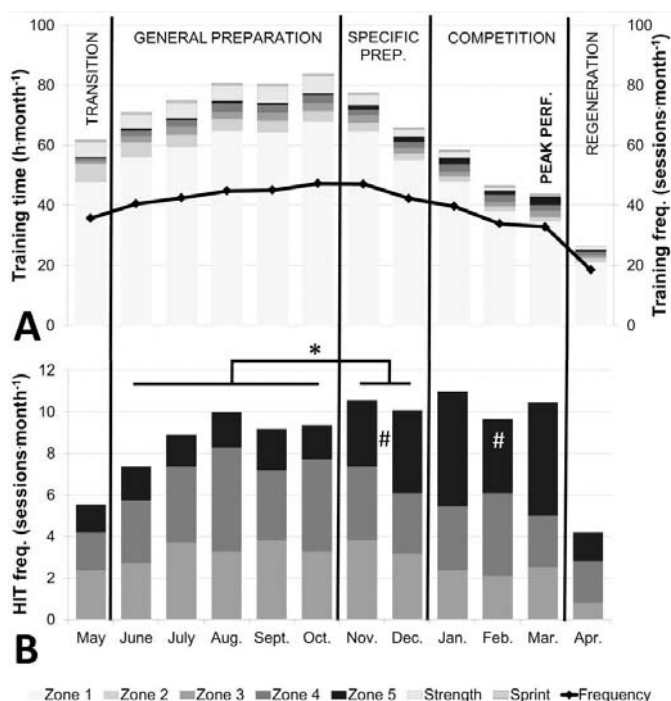 100
80
60
40
20
0
Training time (h·month⁻¹)
TRANSITION
GENERAL PREPARATION
SPECIFIC
PREP.
COMPETITION
PEAK PERF.
REGENERATION
100
80
60
40
20
0
Training freq. (sessions·month⁻¹)
A
12
10
8
6
4
2
0
HIT freq. (sessions·month⁻¹)
*
#
#
B
May June July Aug. Sept. Oct. Nov. Dec. Jan. Feb. Mar. Apr.
Zone 1 Zone 2 Zone 3 Zone 4 Zone 5 Strength Sprint Frequency